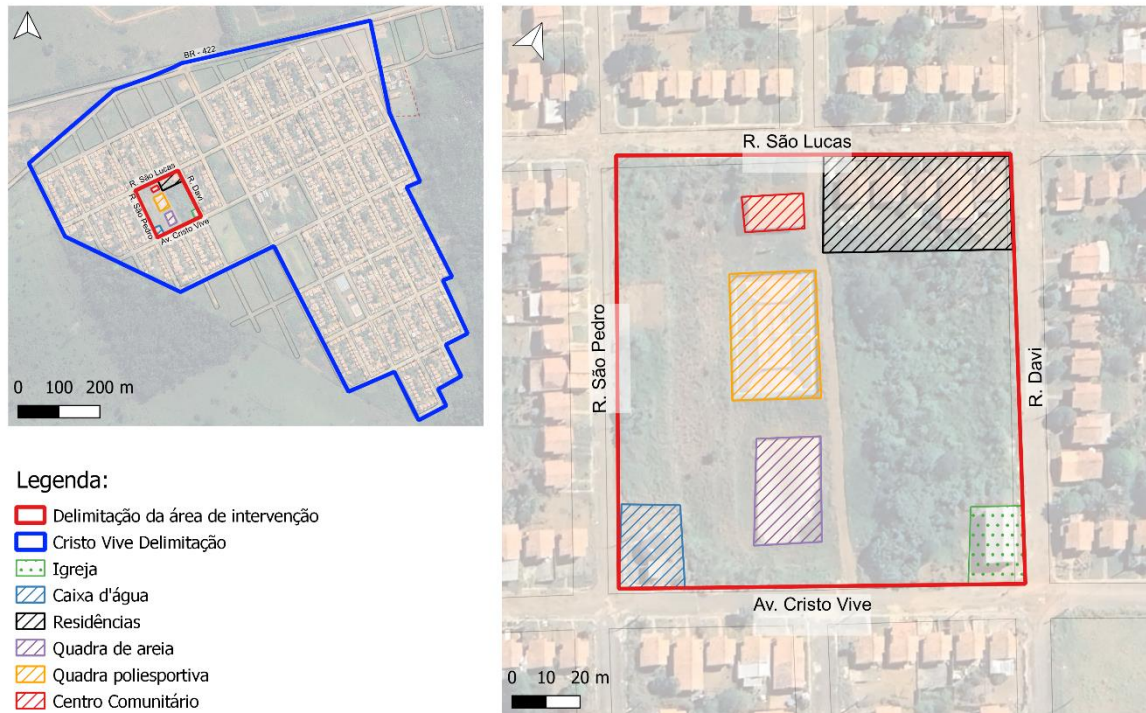 BR - 422
R. São Lucas
R. Davi
R. São Pedro
Av. Cristo Vive
0 100 200 m
Legenda:
Delimitação da área de intervenção
Cristo Vive Delimitação
Igreja
Caixa d'água
Residências
Quadra de areia
Quadra poliesportiva
Centro Comunitário
R. São Lucas
R. São Pedro
R. Davi
Av. Cristo Vive
0 10 20 m